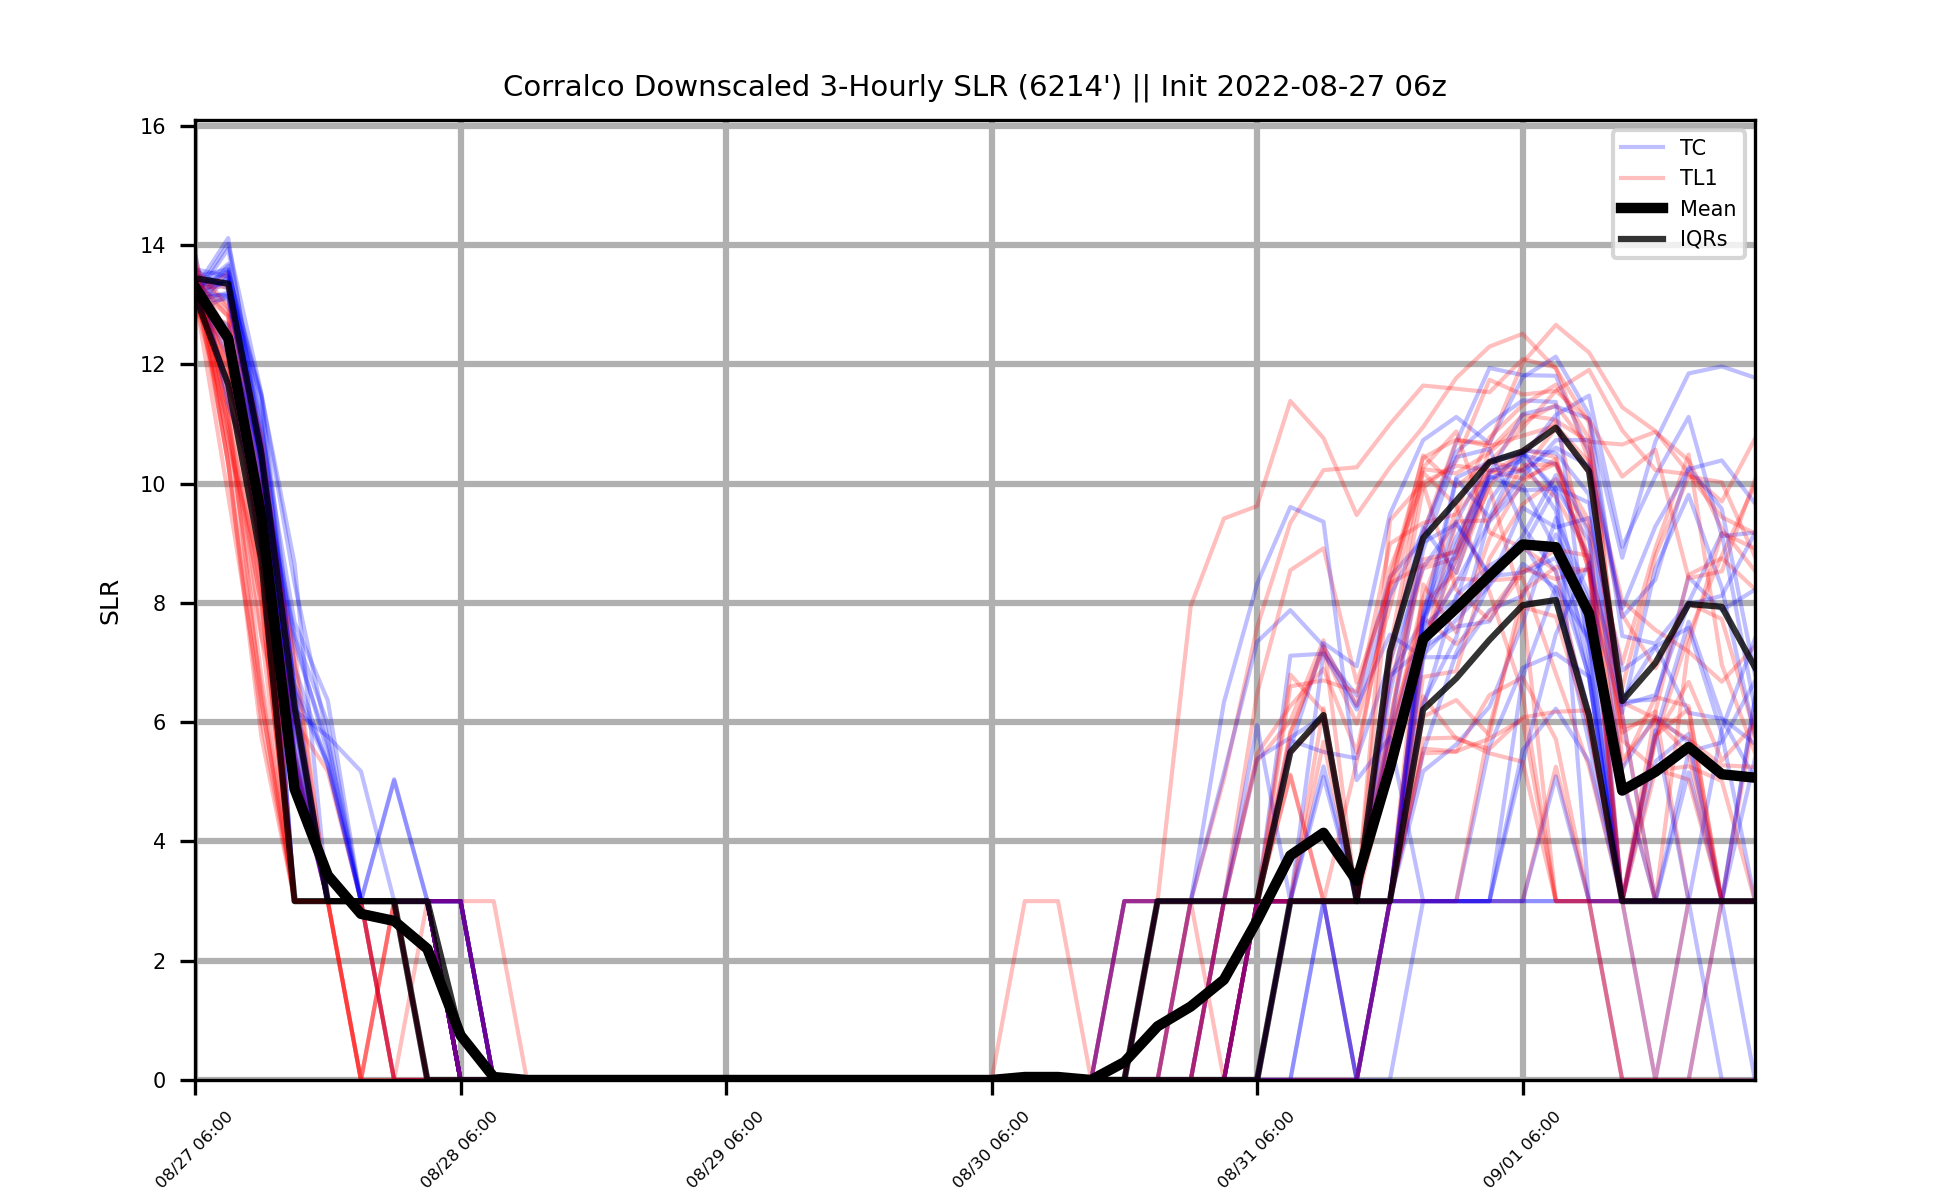 Corralco Downscaled 3-Hourly SLR (6214') || Init 2022-08-27 06z
16
14
12
10
8
6
4
2
0
SLR
TC
TL1
Mean
IQRs
08/27 06:00
08/28 06:00
08/29 06:00
08/30 06:00
08/31 06:00
09/01 06:00